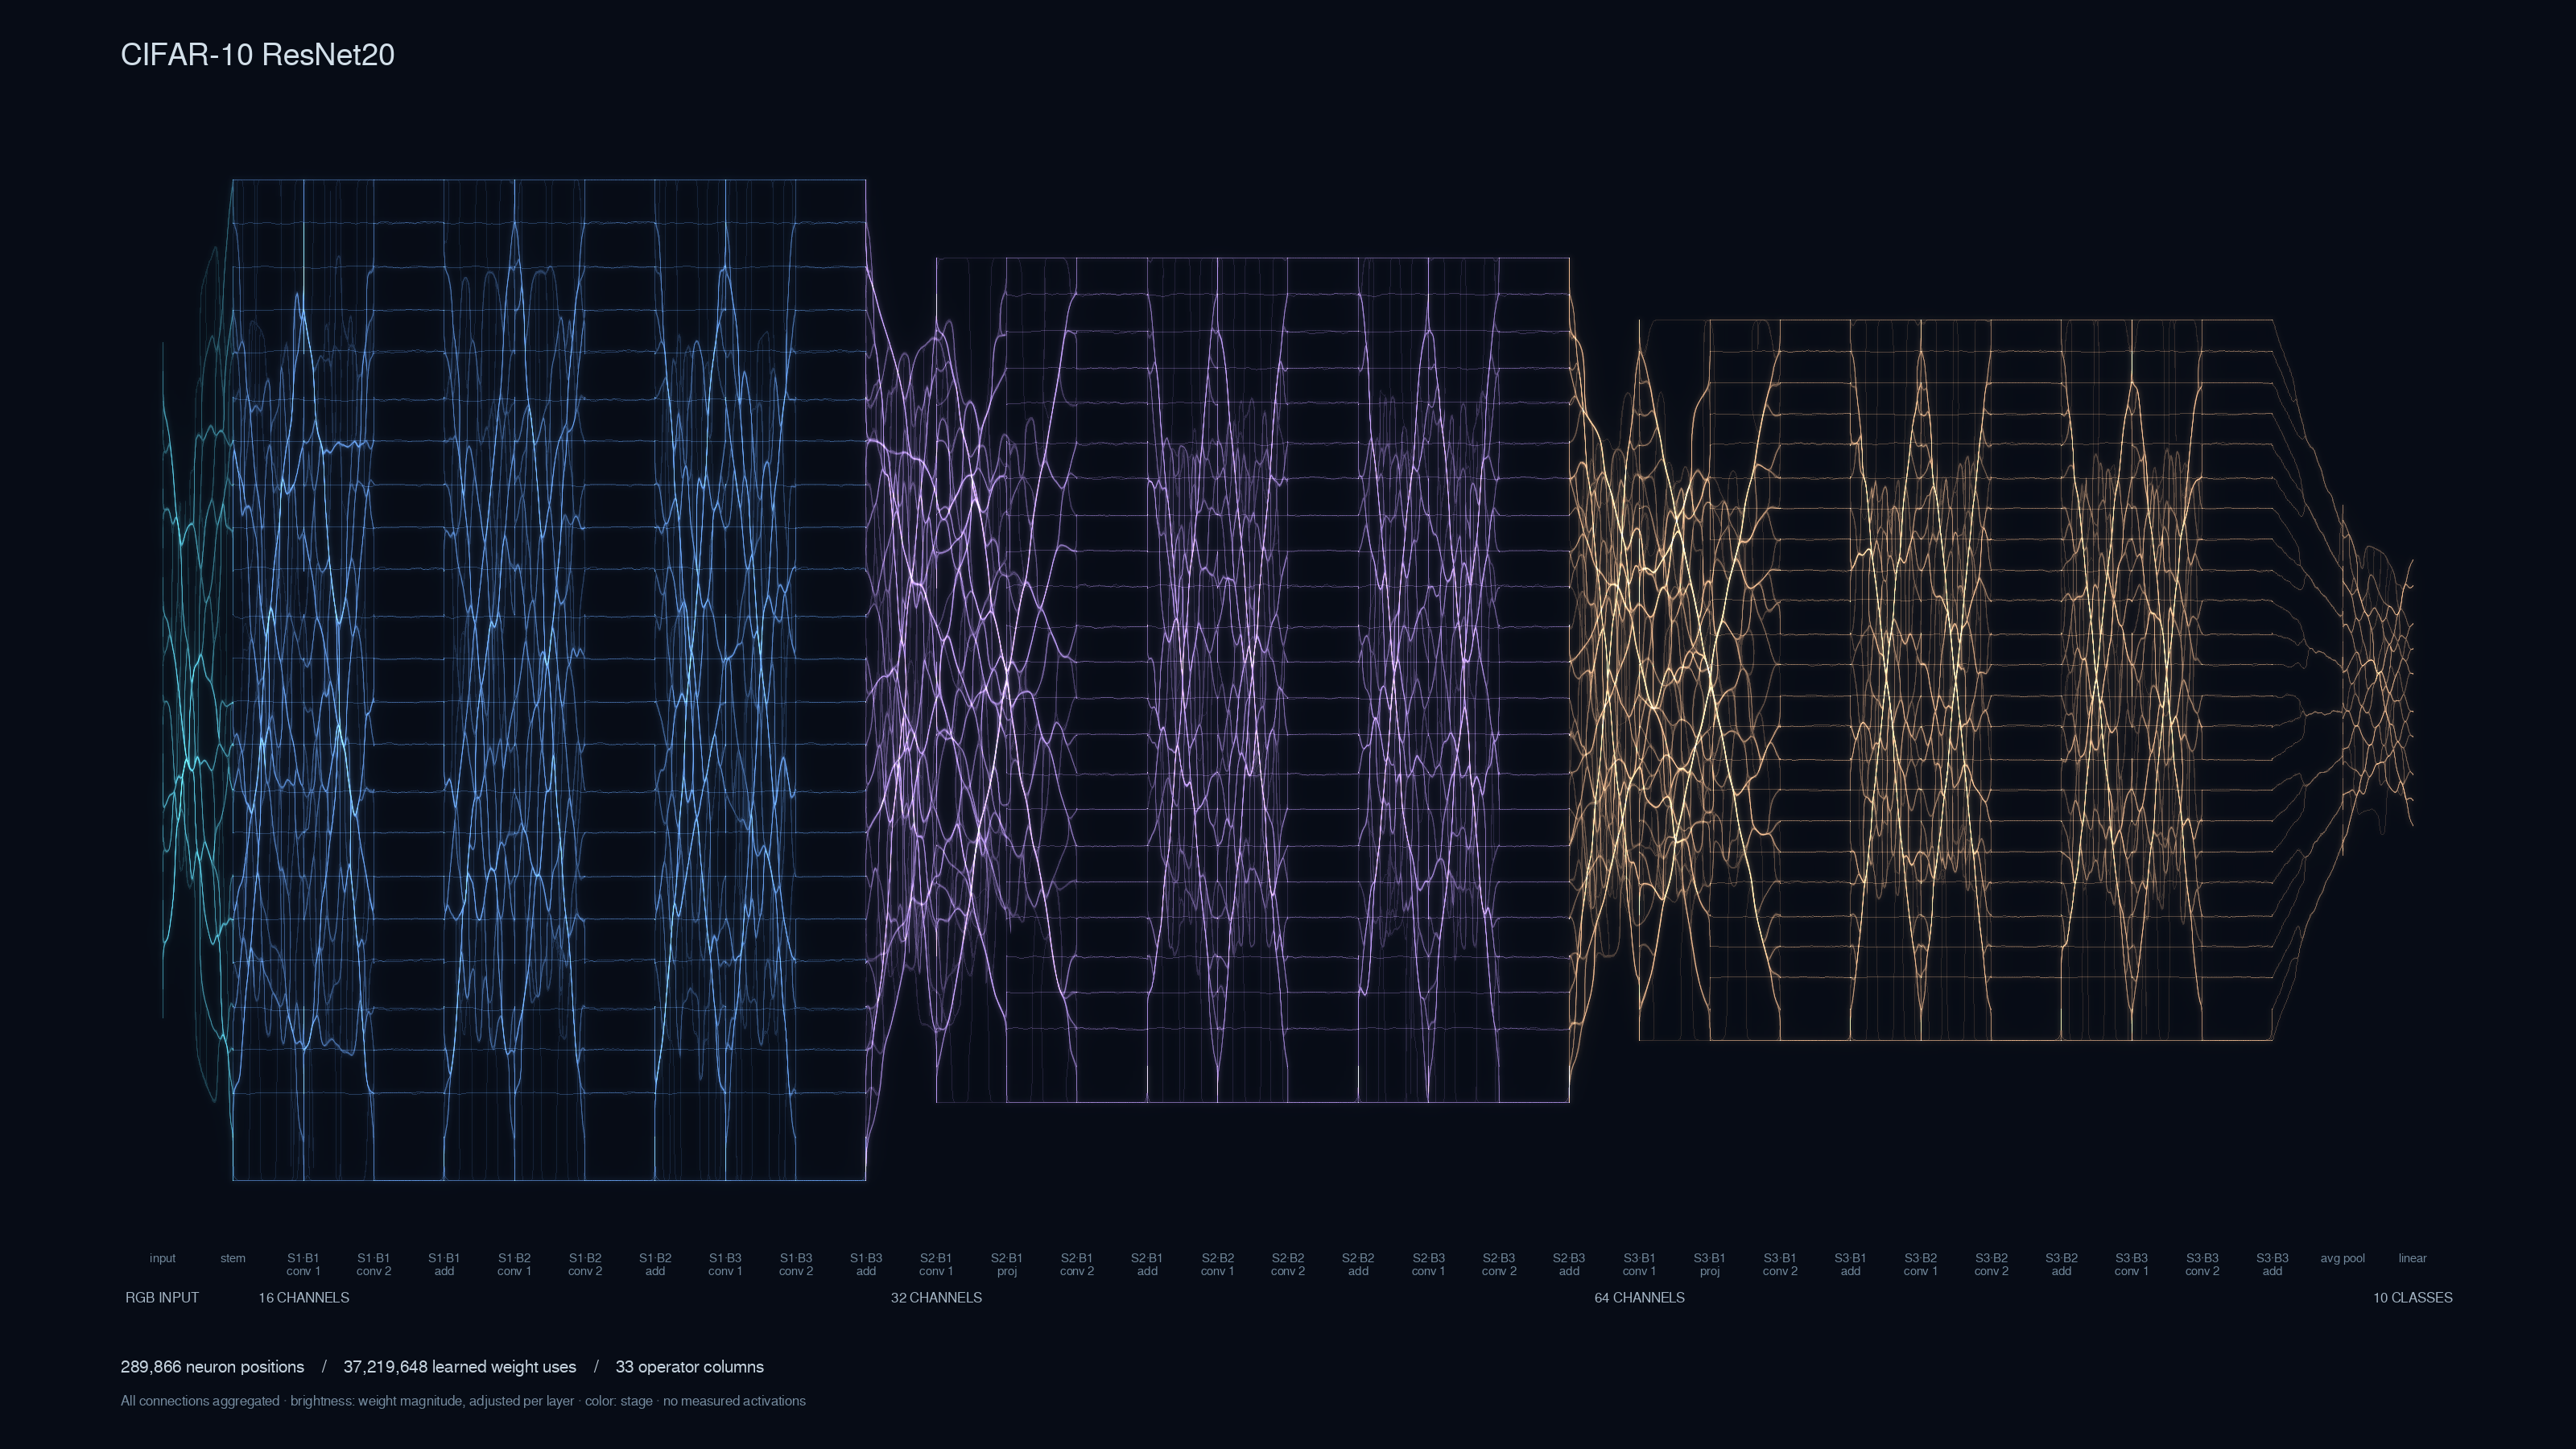 CIFAR-10 ResNet20
input stem S1·B1 S1·B1 S1·B1 S1·B2 S1·B2 S1·B2 S1·B3 S1·B3 S1·B3 S2·B1 S2·B1 S2·B1 S2·B1 S2·B2 S2·B2 S2·B2 S2·B3 S2·B3 S2·B3 S3·B1 S3·B1 S3·B1 S3·B1 S3·B2 S3·B2 S3·B2 S3·B3 S3·B3 S3·B3 avg pool linear
conv 1 conv 2 add conv 1 conv 2 add conv 1 conv 2 add conv 1 proj conv 2 add conv 1 conv 2 add conv 1 conv 2 add conv 1 proj conv 2 add conv 1 conv 2 add conv 1 conv 2 add
RGB INPUT 16 CHANNELS 32 CHANNELS 64 CHANNELS 10 CLASSES
289,866 neuron positions / 37,219,648 learned weight uses / 33 operator columns
All connections aggregated · brightness: weight magnitude, adjusted per layer · color: stage · no measured activations